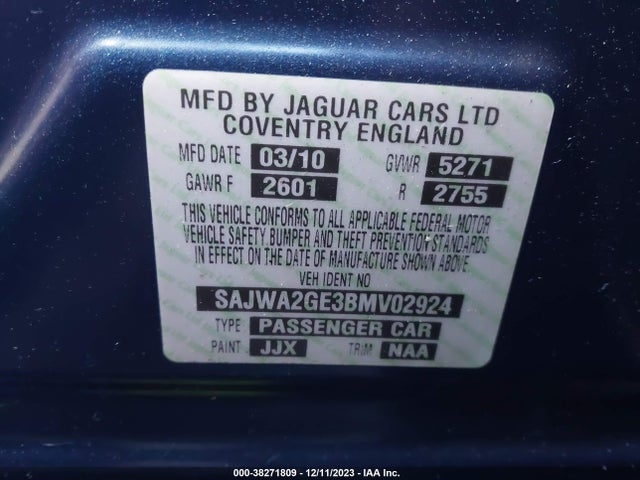 MFD BY JAGUAR CARS LTD
COVENTRY ENGLAND
MFD DATE 03/10 GVWR 5271
GAWR F 2601 R 2755
THIS VEHICLE CONFORMS TO ALL APPLICABLE FEDERAL MOTOR
VEHICLE SAFETY, BUMPER AND THEFT PREVENTION STANDARDS
IN EFFECT ON THE DATE OF MANUFACTURE SHOWN ABOVE
VEH IDENT NO
SAJWA2GE3BMV02924
TYPE PASSENGER CAR
PAINT JJX TRIM NAA
000-38271809 - 12/11/2023 - IAA Inc.